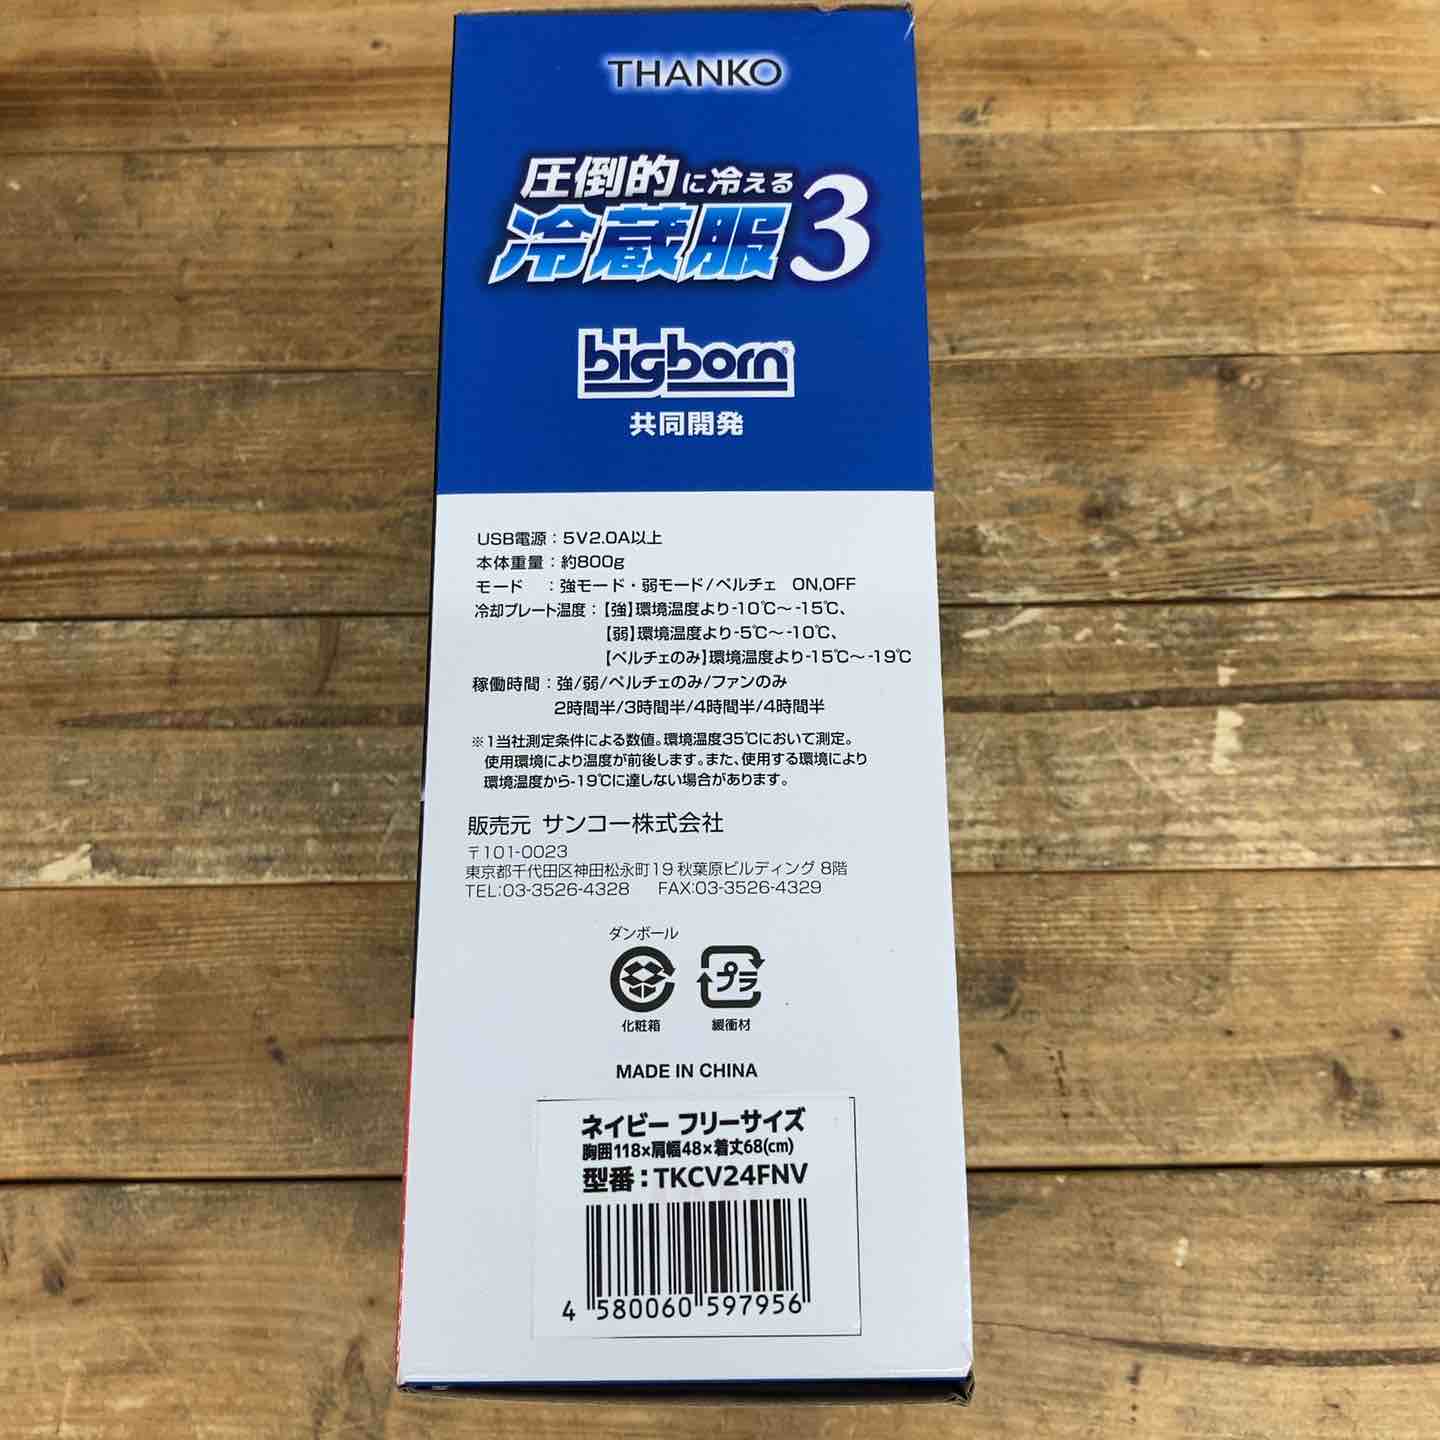 THANKO
圧倒的に冷える
冷蔵服3
bigborn®
共同開発
USB電源：5V2.0A以上
本体重量：約800g
モード　：強モード・弱モード/ペルチェ　ON,OFF
冷却プレート温度：【強】環境温度より-10℃～-15℃、
【弱】環境温度より-5℃～-10℃、
【ペルチェのみ】環境温度より-15℃～-19℃
稼働時間：強/弱/ペルチェのみ/ファンのみ
2時間半/3時間半/4時間半/4時間半
※1当社測定条件による数値。環境温度35℃において測定。
使用環境により温度が前後します。また、使用する環境により
環境温度から-19℃に達しない場合があります。
販売元 サンコー株式会社
〒101-0023
東京都千代田区神田松永町19 秋葉原ビルディング 8階
TEL:03-3526-4328　FAX:03-3526-4329
ダンボール
プラ
化粧箱　緩衝材
MADE IN CHINA
ネイビー フリーサイズ
胸囲118×肩幅48×着丈68(cm)
型番：TKCV24FNV
4 580060 597956